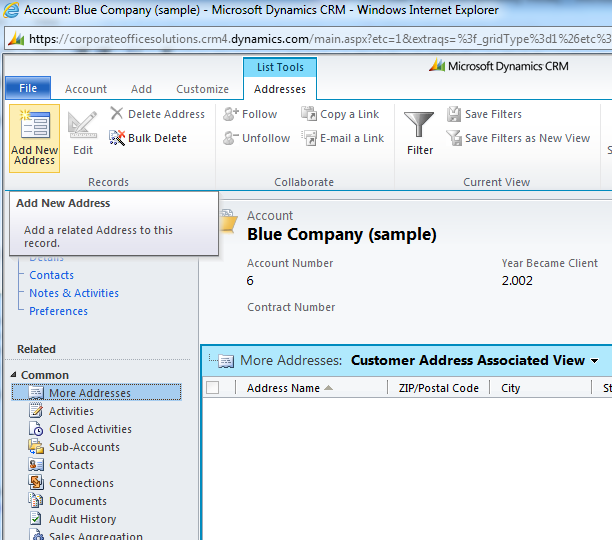 Account: Blue Company (sample) - Microsoft Dynamics CRM - Windows Internet Explorer
https://corporateofficesolutions.crm4.dynamics.com/main.aspx?etc=1&extraqs=%3f_gridType%3d1%26etc%3
List Tools
Microsoft Dynamics CRM
File Account Add Customize Addresses
Add New Address
Edit
Delete Address
Bulk Delete
Records
Follow
Unfollow
Copy a Link
E-mail a Link
Collaborate
Filter
Save Filters
Save Filters as New View
Current View
Add New Address
Add a related Address to this
record.
Details
Contacts
Notes & Activities
Preferences
Account
Blue Company (sample)
Account Number Year Became Client
6 2.002
Contract Number
Related
Common
More Addresses
Activities
Closed Activities
Sub-Accounts
Contacts
Connections
Documents
Audit History
Sales Aggregation
More Addresses: Customer Address Associated View
Address Name ZIP/Postal Code City St